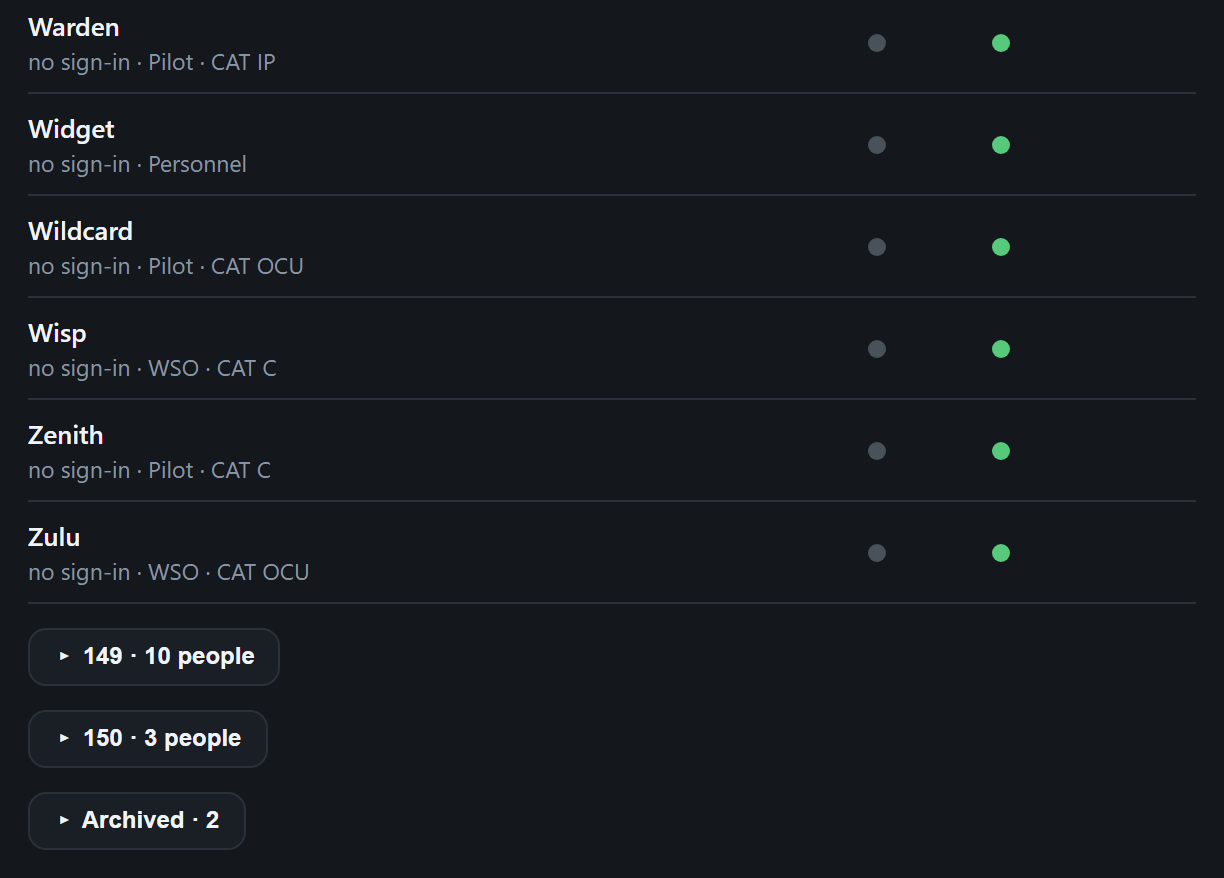 Warden
no sign-in · Pilot · CAT IP
Widget
no sign-in · Personnel
Wildcard
no sign-in · Pilot · CAT OCU
Wisp
no sign-in · WSO · CAT C
Zenith
no sign-in · Pilot · CAT C
Zulu
no sign-in · WSO · CAT OCU
▸ 149 · 10 people
▸ 150 · 3 people
▸ Archived · 2